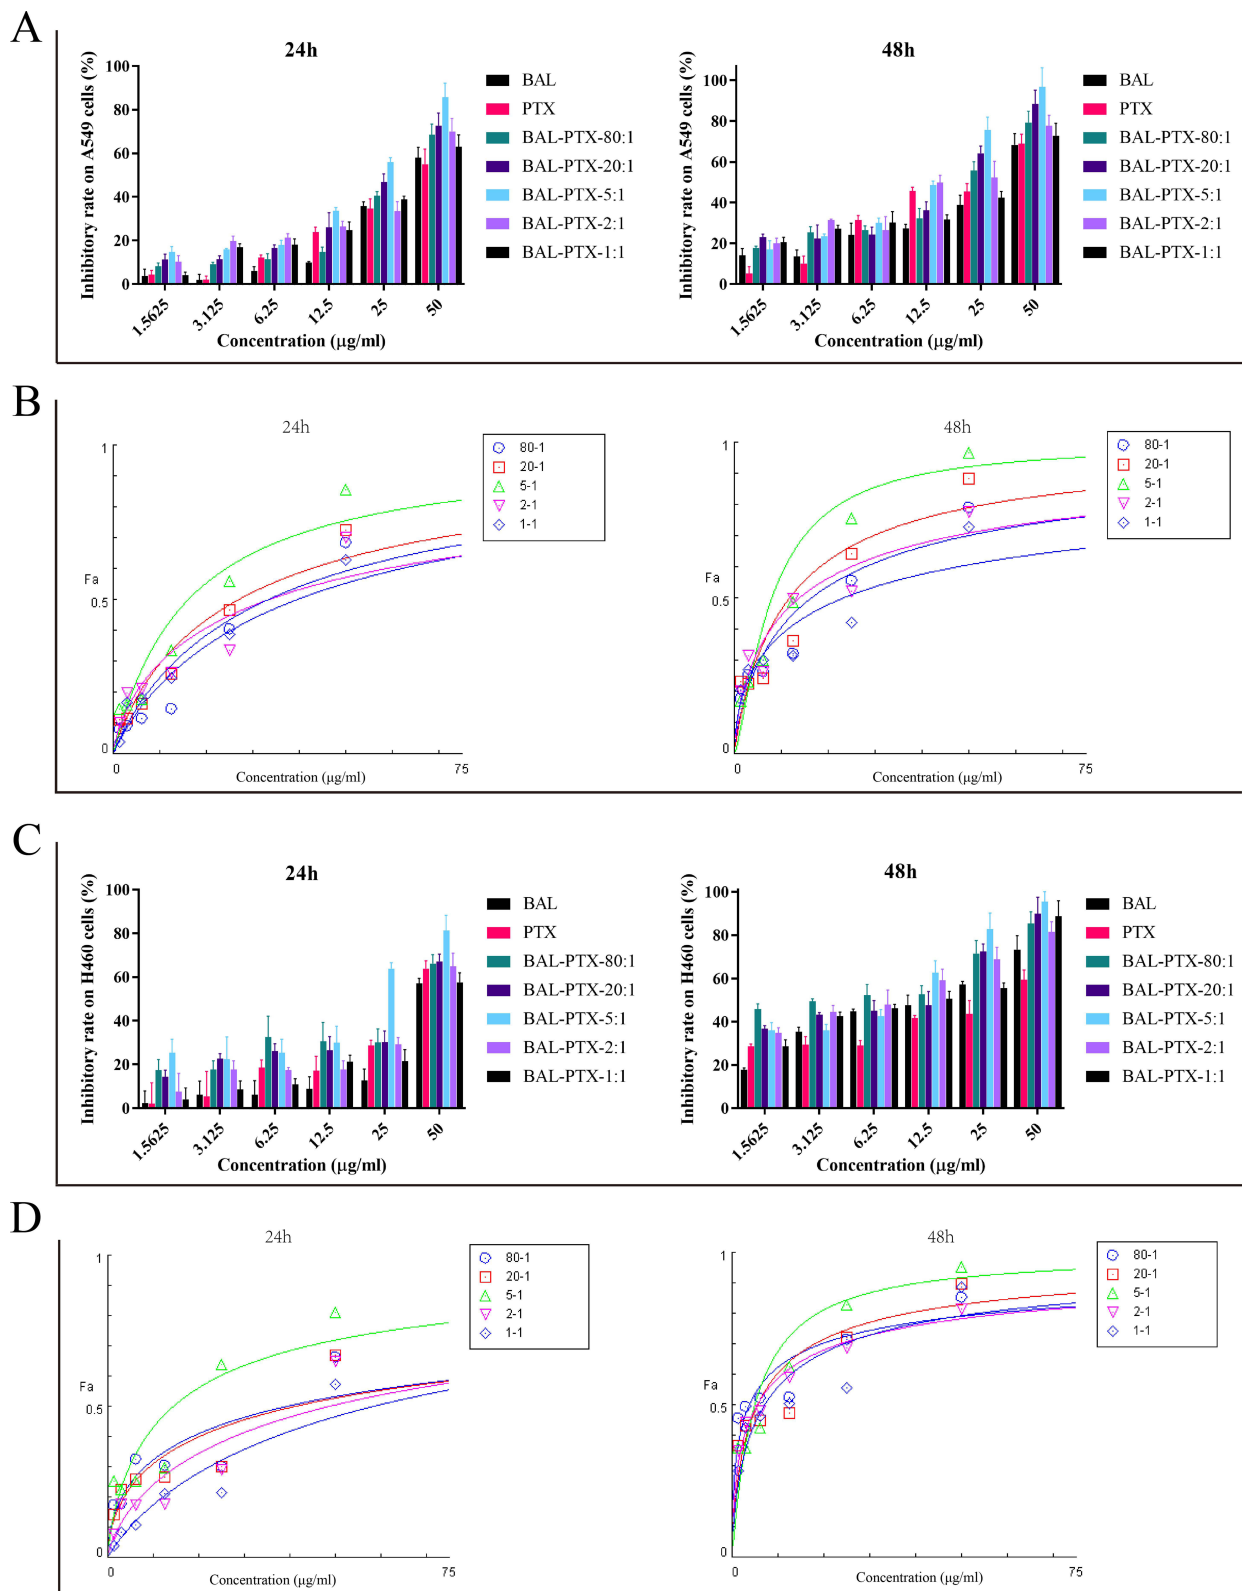 A
24h
Inhibitory rate on A549 cells (%)
100
80
60
40
20
0
1.5625
3.125
6.25
12.5
25
50
Concentration (μg/ml)
BAL
PTX
BAL-PTX-80:1
BAL-PTX-20:1
BAL-PTX-5:1
BAL-PTX-2:1
BAL-PTX-1:1
48h
Inhibitory rate on A549 cells (%)
100
80
60
40
20
0
1.5625
3.125
6.25
12.5
25
50
Concentration (μg/ml)
BAL
PTX
BAL-PTX-80:1
BAL-PTX-20:1
BAL-PTX-5:1
BAL-PTX-2:1
BAL-PTX-1:1
B
24h
1
Fa
0.5
0
0
75
Concentration (μg/ml)
80-1
20-1
5-1
2-1
1-1
48h
1
Fa
0.5
0
0
75
Concentration (μg/ml)
80-1
20-1
5-1
2-1
1-1
C
24h
Inhibitory rate on H460 cells (%)
100
80
60
40
20
0
1.5625
3.125
6.25
12.5
25
50
Concentration (μg/ml)
BAL
PTX
BAL-PTX-80:1
BAL-PTX-20:1
BAL-PTX-5:1
BAL-PTX-2:1
BAL-PTX-1:1
48h
Inhibitory rate on H460 cells (%)
100
80
60
40
20
0
1.5625
3.125
6.25
12.5
25
50
Concentration (μg/ml)
BAL
PTX
BAL-PTX-80:1
BAL-PTX-20:1
BAL-PTX-5:1
BAL-PTX-2:1
BAL-PTX-1:1
D
24h
1
Fa
0.5
0
0
75
Concentration (μg/ml)
80-1
20-1
5-1
2-1
1-1
48h
1
Fa
0.5
0
0
75
Concentration (μg/ml)
80-1
20-1
5-1
2-1
1-1